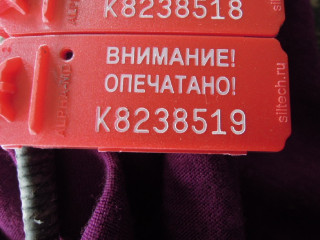 K8238518
ВНИМАНИЕ!
ОПЕЧАТАНО!
K8238519
siltech.ru